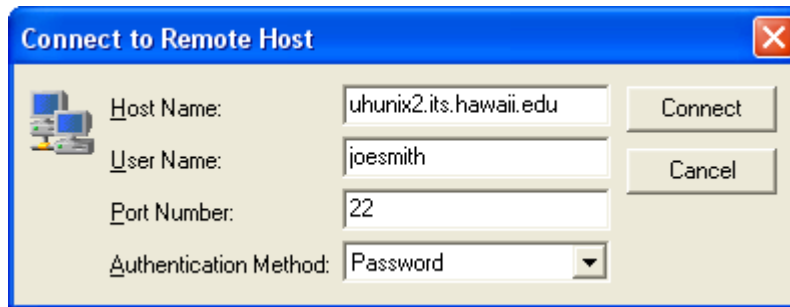 Connect to Remote Host
Host Name: uhunix2.its.hawaii.edu Connect
User Name: joesmith Cancel
Port Number: 22
Authentication Method: Password